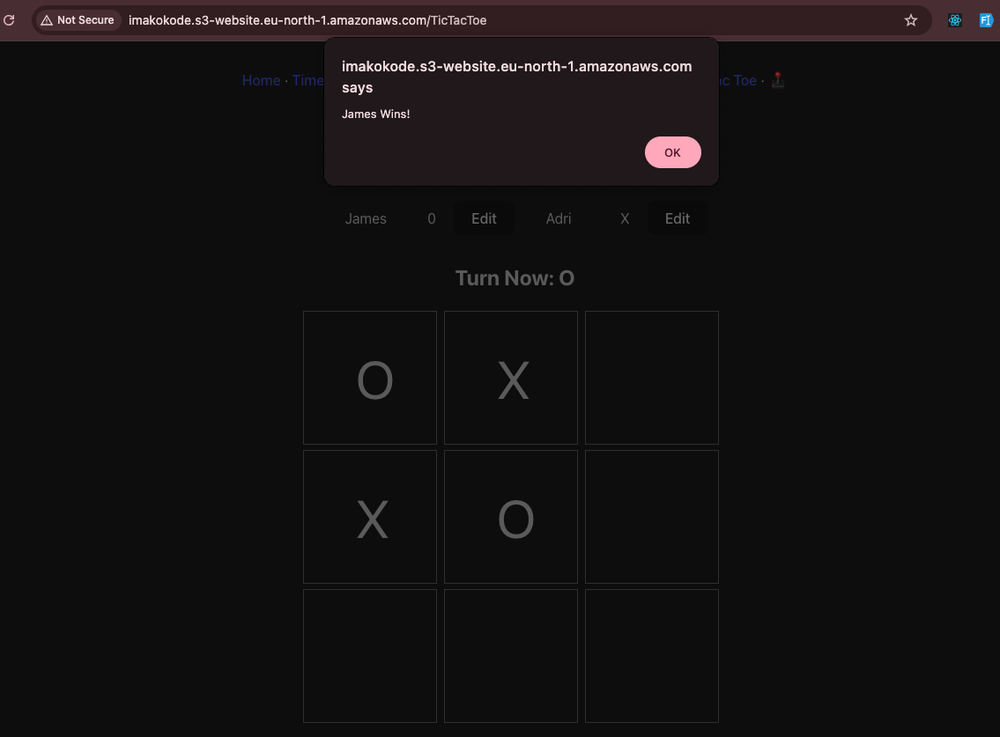 Not Secure imakokode.s3-website.eu-north-1.amazonaws.com/TicTacToe
imakokode.s3-website.eu-north-1.amazonaws.com
says
James Wins!
OK
Home · Time Toe ·
James 0 Edit Adri X Edit
Turn Now: O
O X
X O